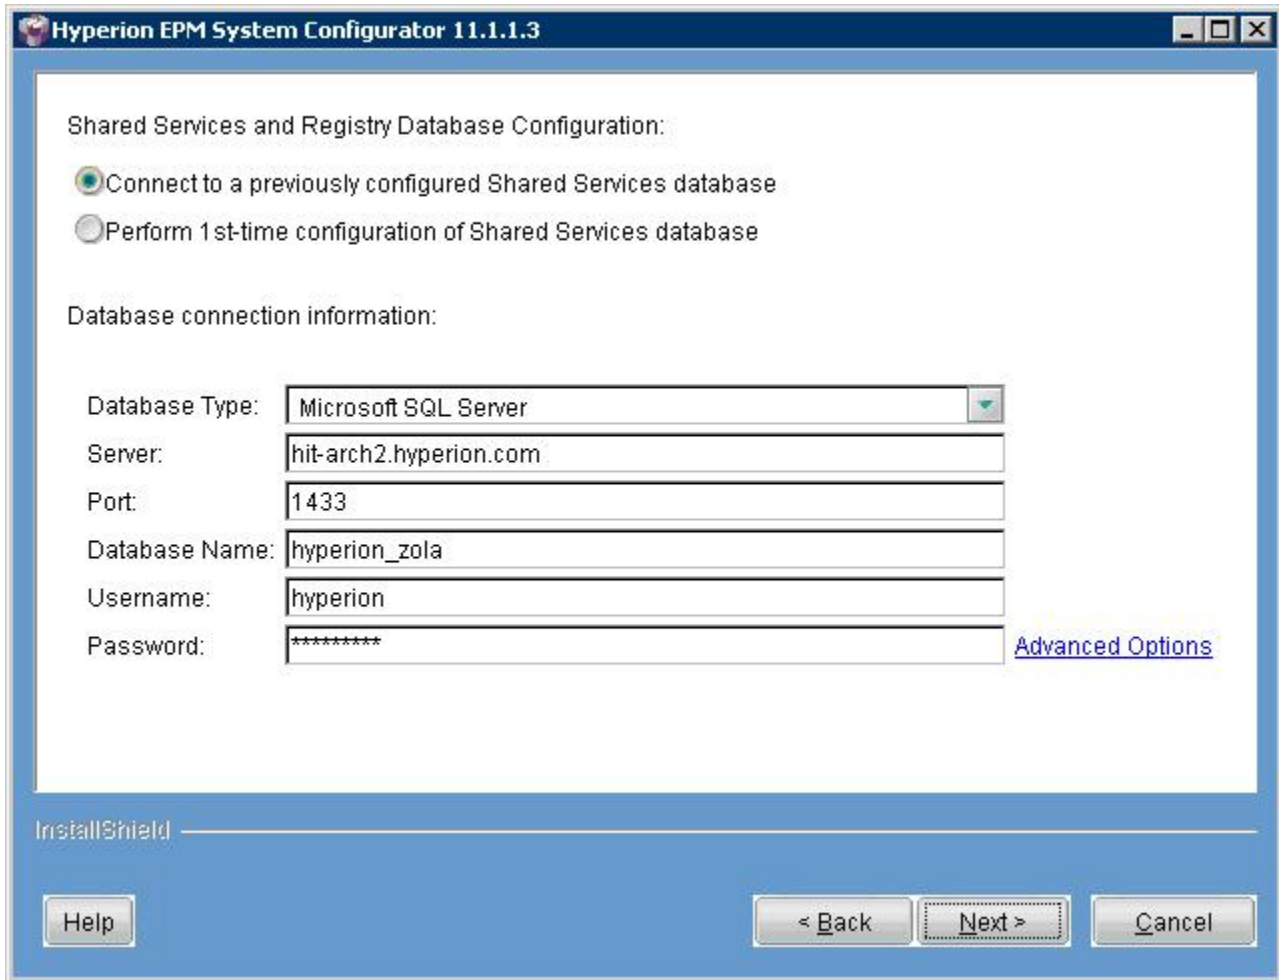 Hyperion EPM System Configurator 11.1.1.3
Shared Services and Registry Database Configuration:
Connect to a previously configured Shared Services database
Perform 1st-time configuration of Shared Services database
Database connection information:
Database Type: Microsoft SQL Server
Server: hit-arch2.hyperion.com
Port: 1433
Database Name: hyperion_zola
Username: hyperion
Password: ********* Advanced Options
InstallShield
Help < Back Next > Cancel